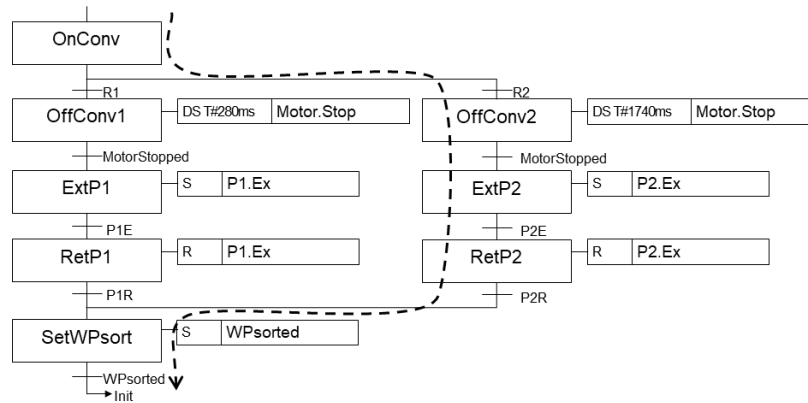 OnConv
R1
R2
OffConv1
DS T#280ms
Motor.Stop
OffConv2
DS T#1740ms
Motor.Stop
MotorStopped
MotorStopped
ExtP1
S
P1.Ex
ExtP2
S
P2.Ex
P1E
P2E
RetP1
R
P1.Ex
RetP2
R
P2.Ex
P1R
P2R
SetWPsort
S
WPsorted
WPsorted
Init